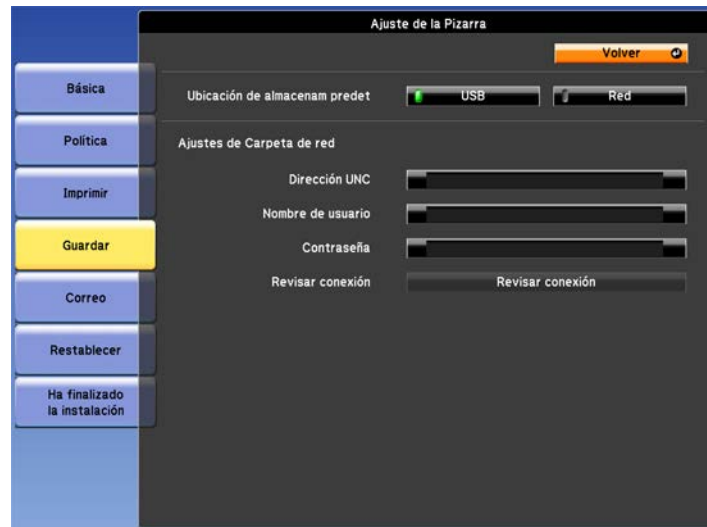 Ajuste de la Pizarra
Volver
Básica
Política
Imprimir
Guardar
Correo
Restablecer
Ha finalizado
la instalación
Ubicación de almacenam predet
USB
Red
Ajustes de Carpeta de red
Dirección UNC
Nombre de usuario
Contraseña
Revisar conexión
Revisar conexión